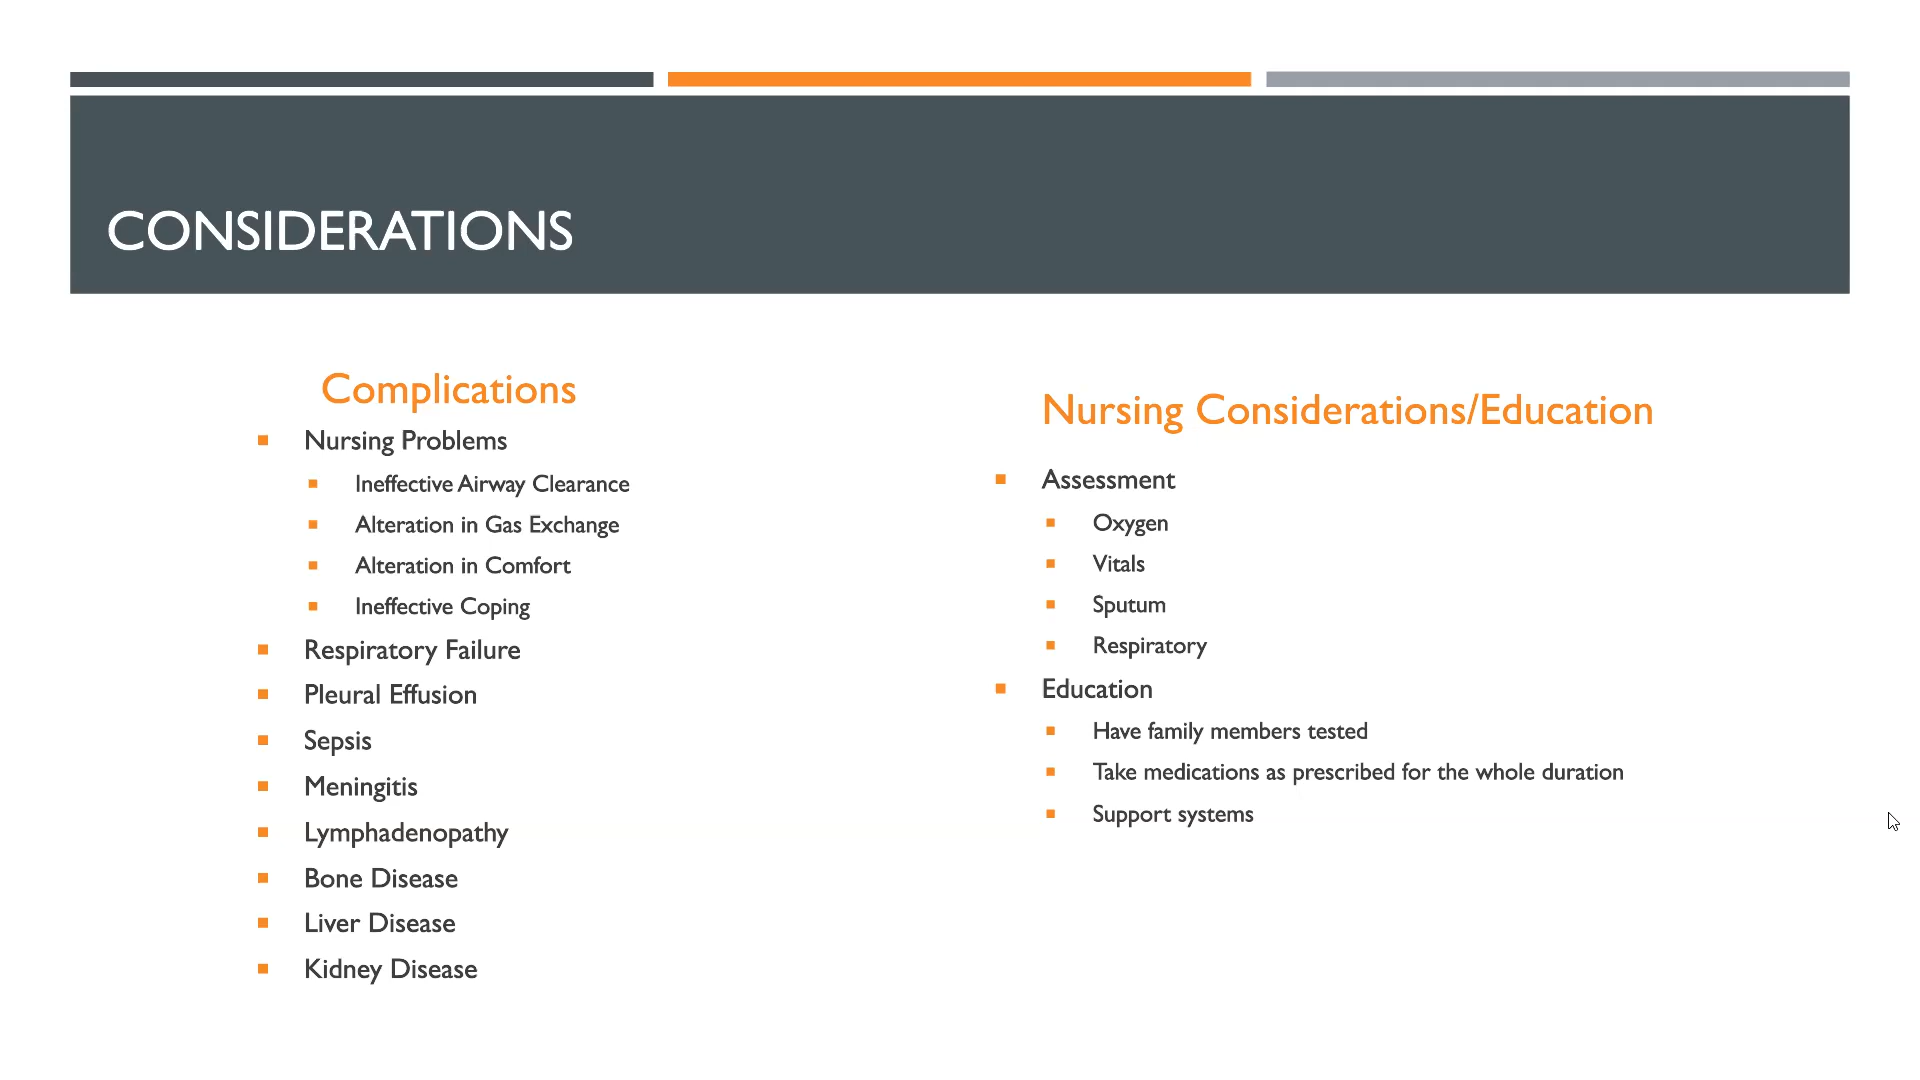 CONSIDERATIONS
Complications
Nursing Problems
Ineffective Airway Clearance
Alteration in Gas Exchange
Alteration in Comfort
Ineffective Coping
Respiratory Failure
Pleural Effusion
Sepsis
Meningitis
Lymphadenopathy
Bone Disease
Liver Disease
Kidney Disease
Nursing Considerations/Education
Assessment
Oxygen
Vitals
Sputum
Respiratory
Education
Have family members tested
Take medications as prescribed for the whole duration
Support systems